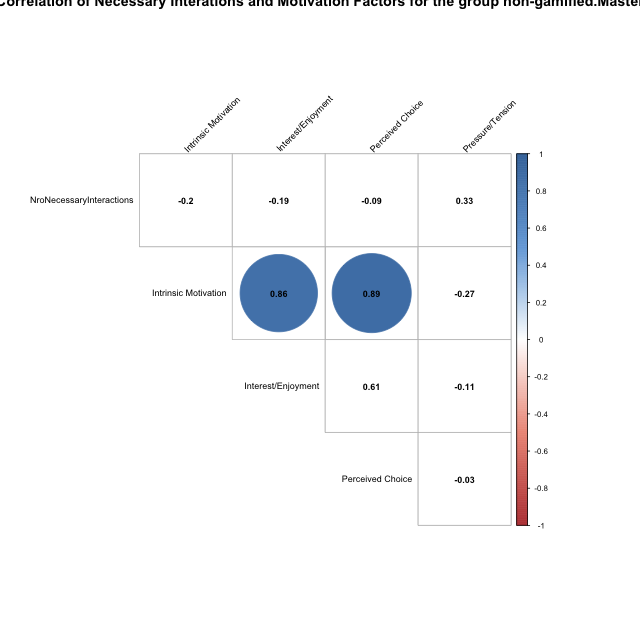 Correlation of Necessary Interations and Motivation Factors for the group non-gamified.Master
Intrinsic Motivation
Interest/Enjoyment
Perceived Choice
Pressure/Tension
NroNecessaryInteractions
-0.2
-0.19
-0.09
0.33
Intrinsic Motivation
0.86
0.89
-0.27
Interest/Enjoyment
0.61
-0.11
Perceived Choice
-0.03
1
0.8
0.6
0.4
0.2
0
-0.2
-0.4
-0.6
-0.8
-1